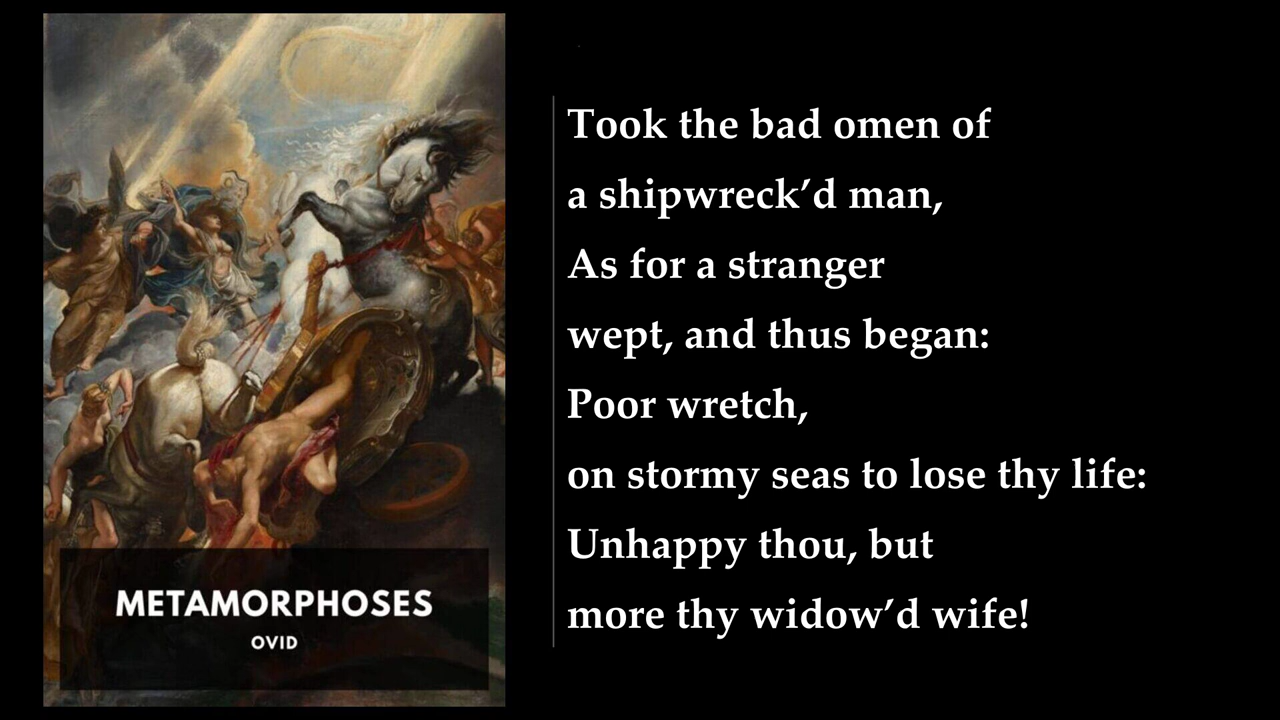 METAMORPHOSES
OVID
Took the bad omen of
a shipwreck’d man,
As for a stranger
wept, and thus began:
Poor wretch,
on stormy seas to lose thy life:
Unhappy thou, but
more thy widow’d wife!